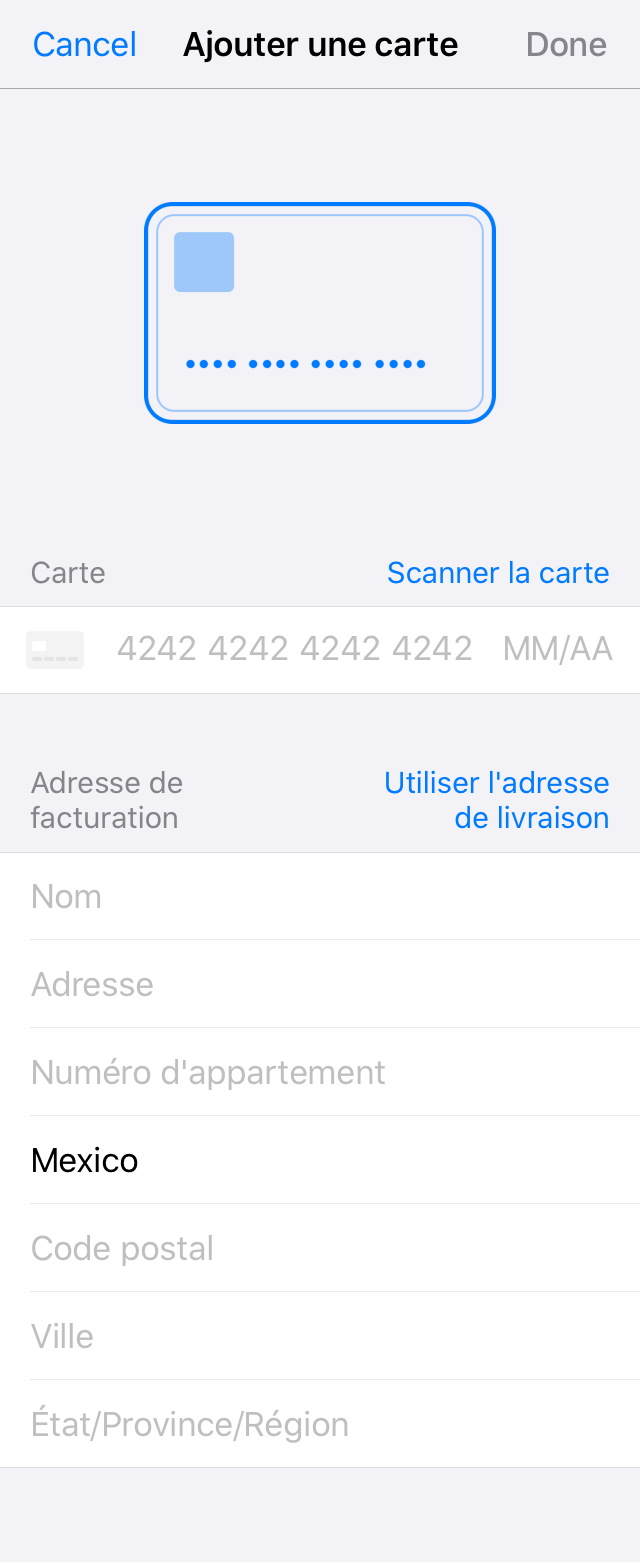 Cancel Ajouter une carte Done
•••• •••• •••• ••••
Carte Scanner la carte
4242 4242 4242 4242 MM/AA
Adresse de Utiliser l'adresse
facturation de livraison
Nom
Adresse
Numéro d'appartement
Mexico
Code postal
Ville
État/Province/Région